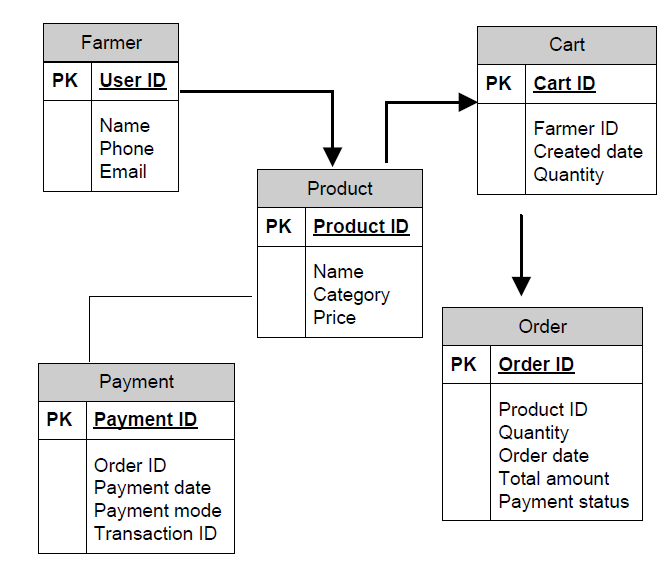 Farmer
PK User ID
Name
Phone
Email
Cart
PK Cart ID
Farmer ID
Created date
Quantity
Product
PK Product ID
Name
Category
Price
Order
PK Order ID
Product ID
Quantity
Order date
Total amount
Payment status
Payment
PK Payment ID
Order ID
Payment date
Payment mode
Transaction ID